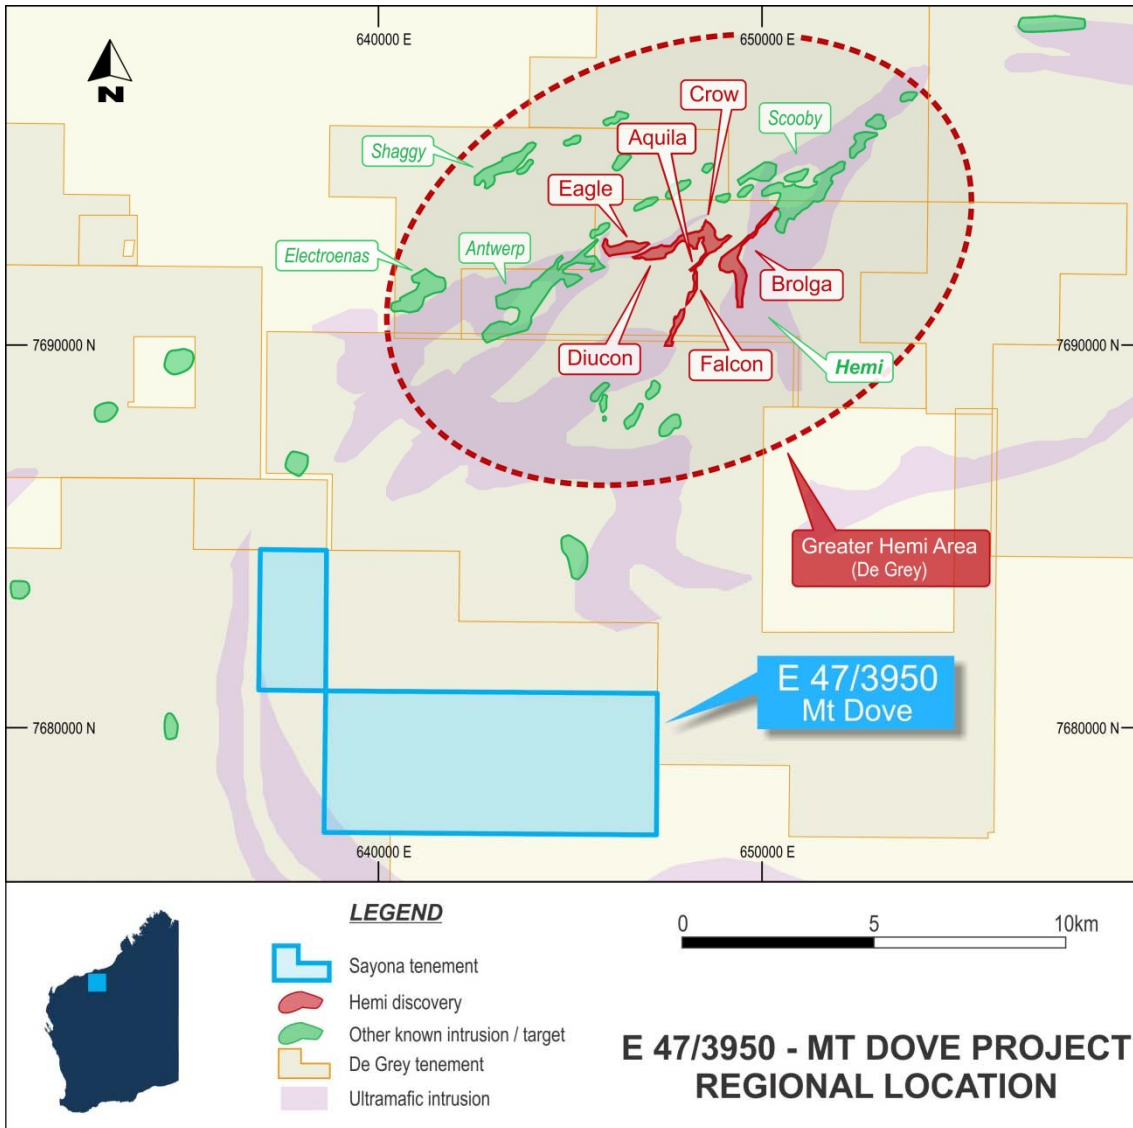 640000 E
650000 E
N
Crow
Scooby
Aquila
Shaggy
Eagle
Electroenas
Antwerp
Brolga
Diucon
Falcon
Hemi
7690000 N
7690000 N
Greater Hemi Area
(De Grey)
E 47/3950
Mt Dove
7680000 N
7680000 N
640000 E
650000 E
LEGEND
Sayona tenement
Hemi discovery
Other known intrusion / target
De Grey tenement
Ultramafic intrusion
0 5 10km
E 47/3950 - MT DOVE PROJECT
REGIONAL LOCATION